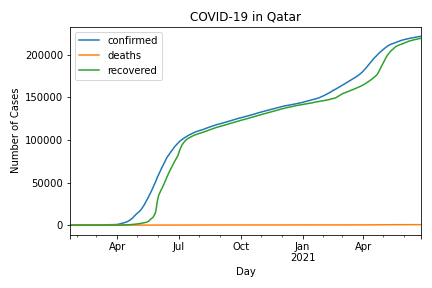 COVID-19 in Qatar
confirmed
deaths
recovered
Number of Cases
200000
150000
100000
50000
0
Apr
Jul
Oct
Jan
2021
Apr
Day